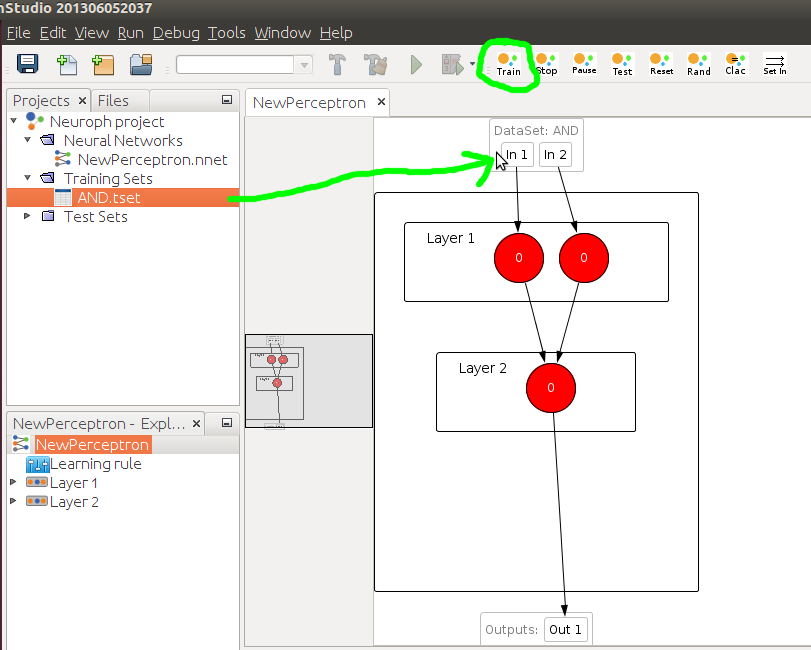 nStudio 201306052037
File Edit View Run Debug Tools Window Help
Train Stop Pause Test Reset Rand Clac Set In
Projects × Files
Neuroph project
Neural Networks
NewPerceptron.nnet
Training Sets
AND.tset
Test Sets
NewPerceptron - Expl... ×
NewPerceptron
Learning rule
Layer 1
Layer 2
NewPerceptron ×
DataSet: AND
In 1 In 2
Layer 1
0 0
Layer 2
0
Outputs: Out 1